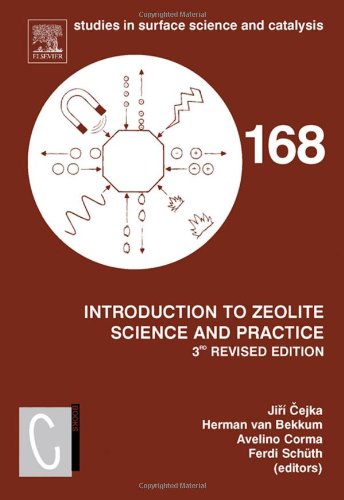 studies in surface science and catalysis
ELSEVIER
168
INTRODUCTION TO ZEOLITE
SCIENCE AND PRACTICE
3RD REVISED EDITION
Jiří Čejka
Herman van Bekkum
Avelino Corma
Ferdi Schüth
(editors)
C
BOOKS